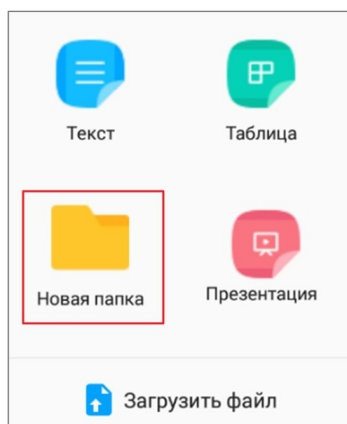 Текст
Таблица
Новая папка
Презентация
Загрузить файл